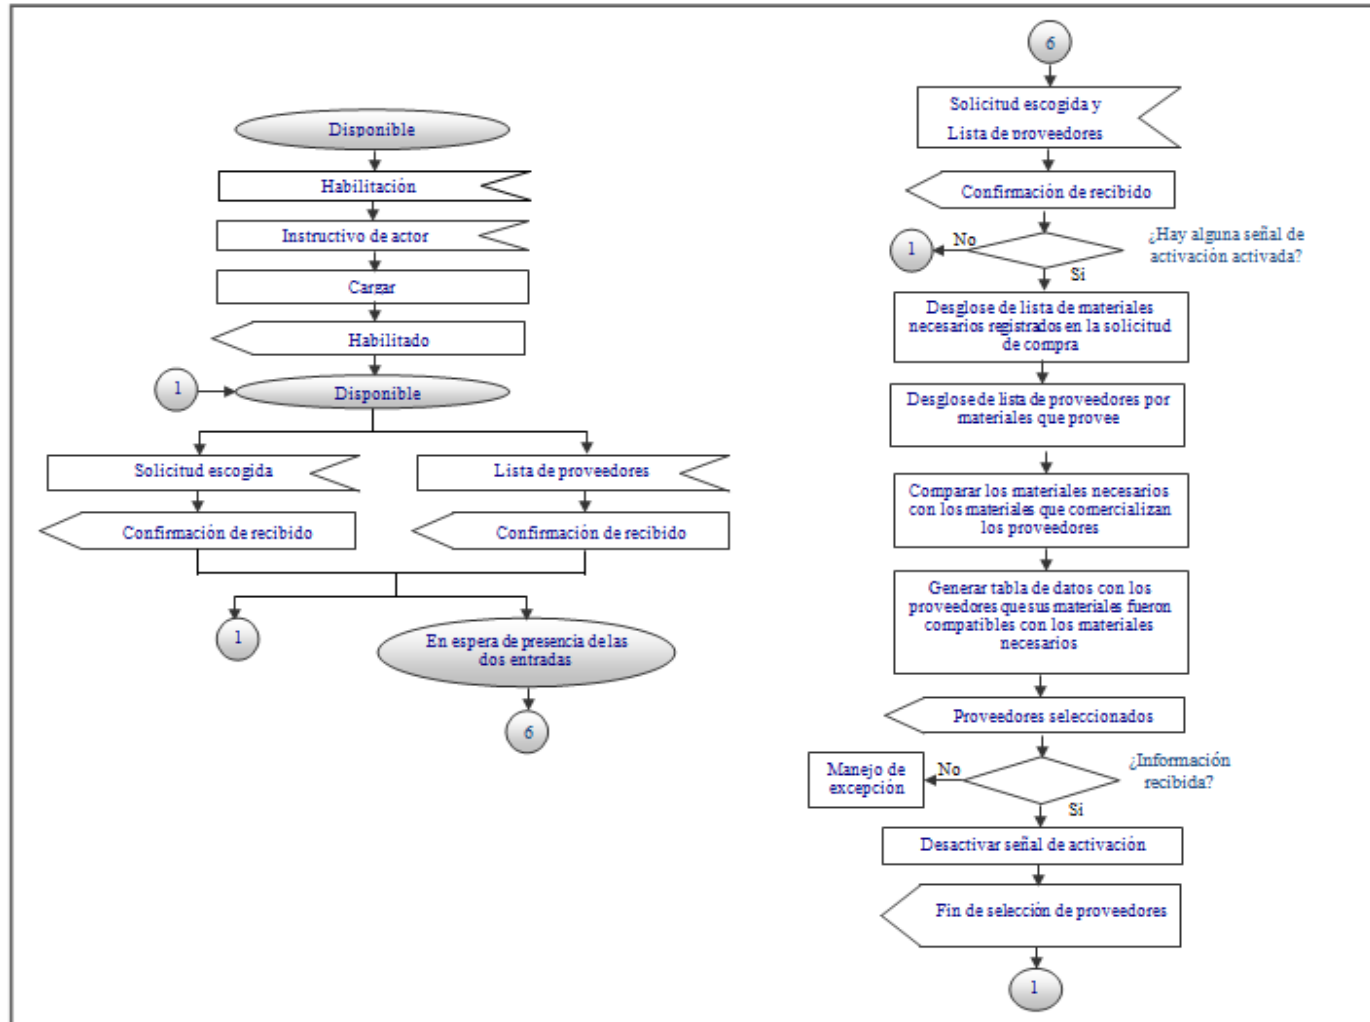 Disponible
Habilitación
Instructivo de actor
Cargar
Habilitado
1
Disponible
Solicitud escogida
Lista de proveedores
Confirmación de recibido
Confirmación de recibido
1
En espera de presencia de las
dos entradas
6
6
Solicitud escogida y
Lista de proveedores
Confirmación de recibido
1
No
¿Hay alguna señal de
activación activada?
Si
Desglose de lista de materiales
necesarios registrados en la solicitud
de compra
Desglose de lista de proveedores por
materiales que provee
Comparar los materiales necesarios
con los materiales que comercializan
los proveedores
Generar tabla de datos con los
proveedores que sus materiales fueron
compatibles con los materiales
necesarios
Proveedores seleccionados
Manejo de
excepción
No
¿Información
recibida?
Si
Desactivar señal de activación
Fin de selección de proveedores
1